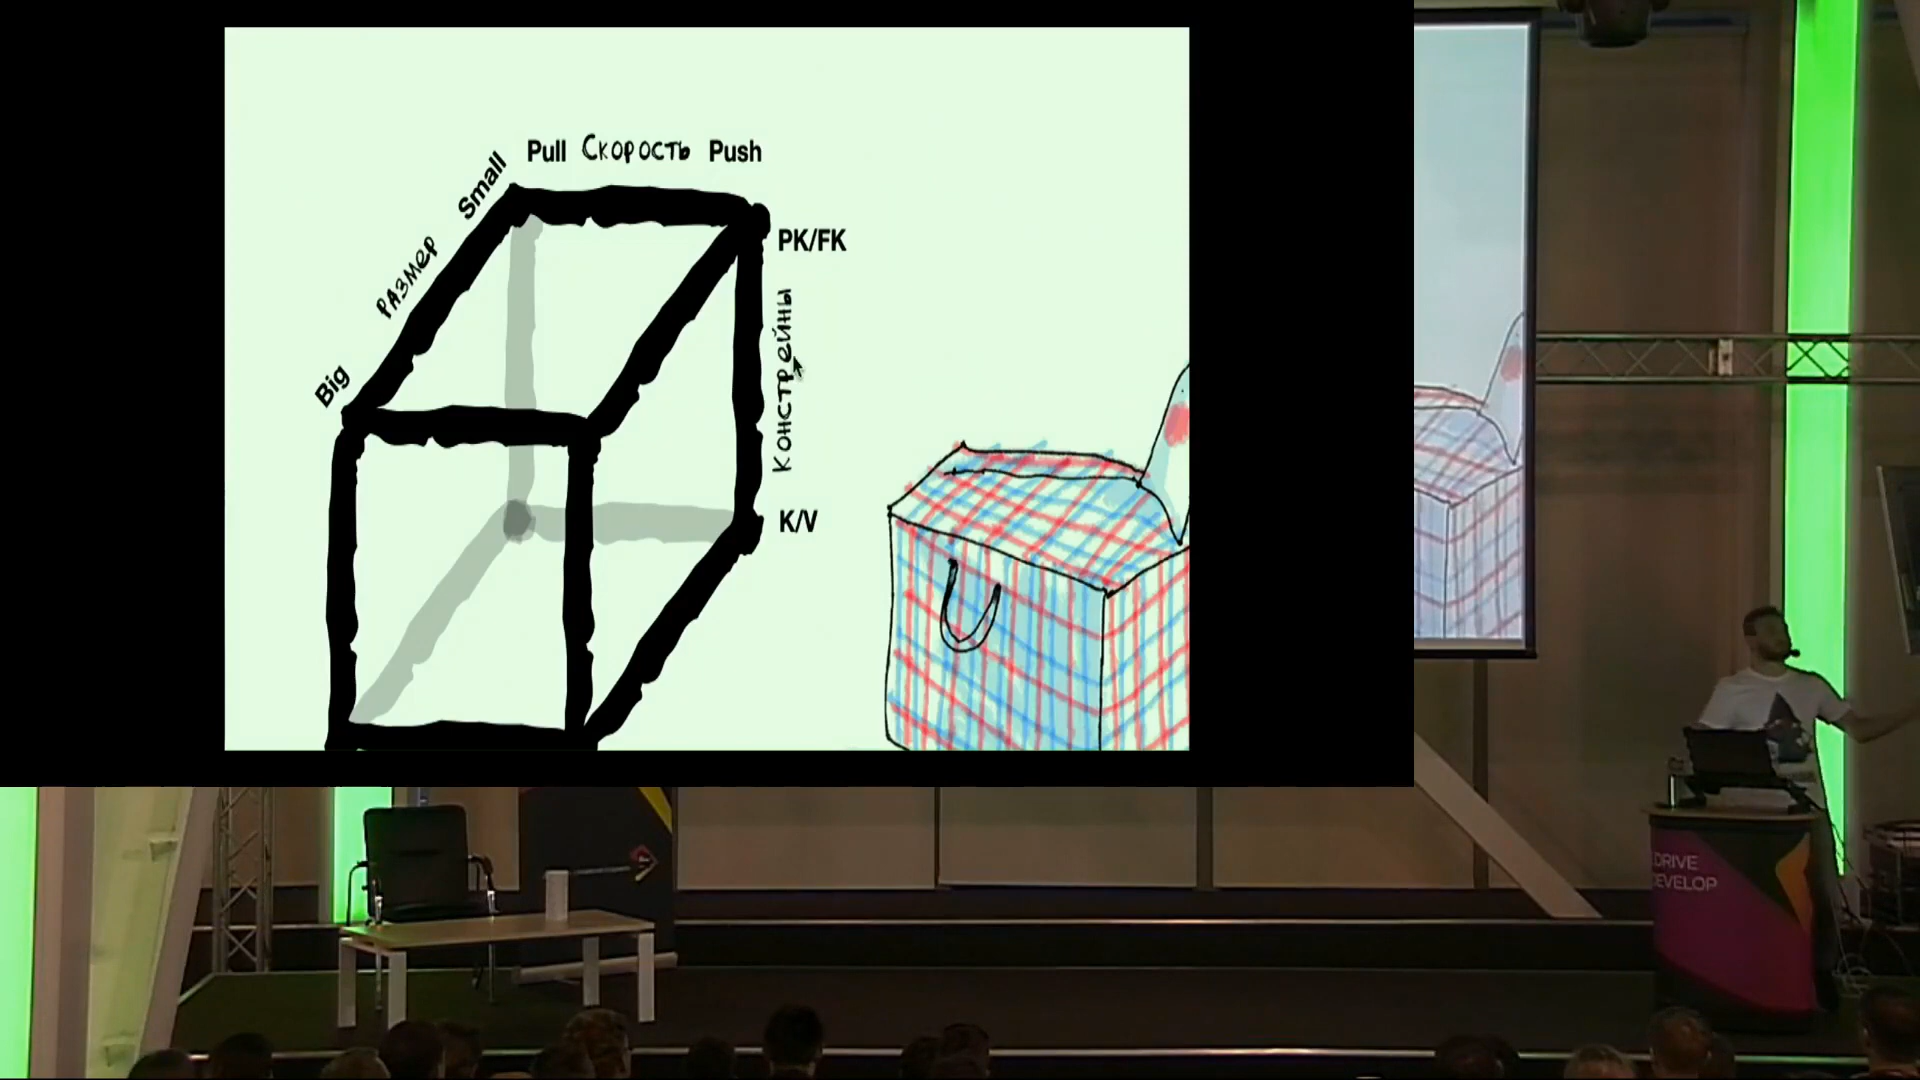 Pull Скорость Push
Small
PK/FK
Размер
Констрейны
Big
K/V
DRIVE
DEVELOP